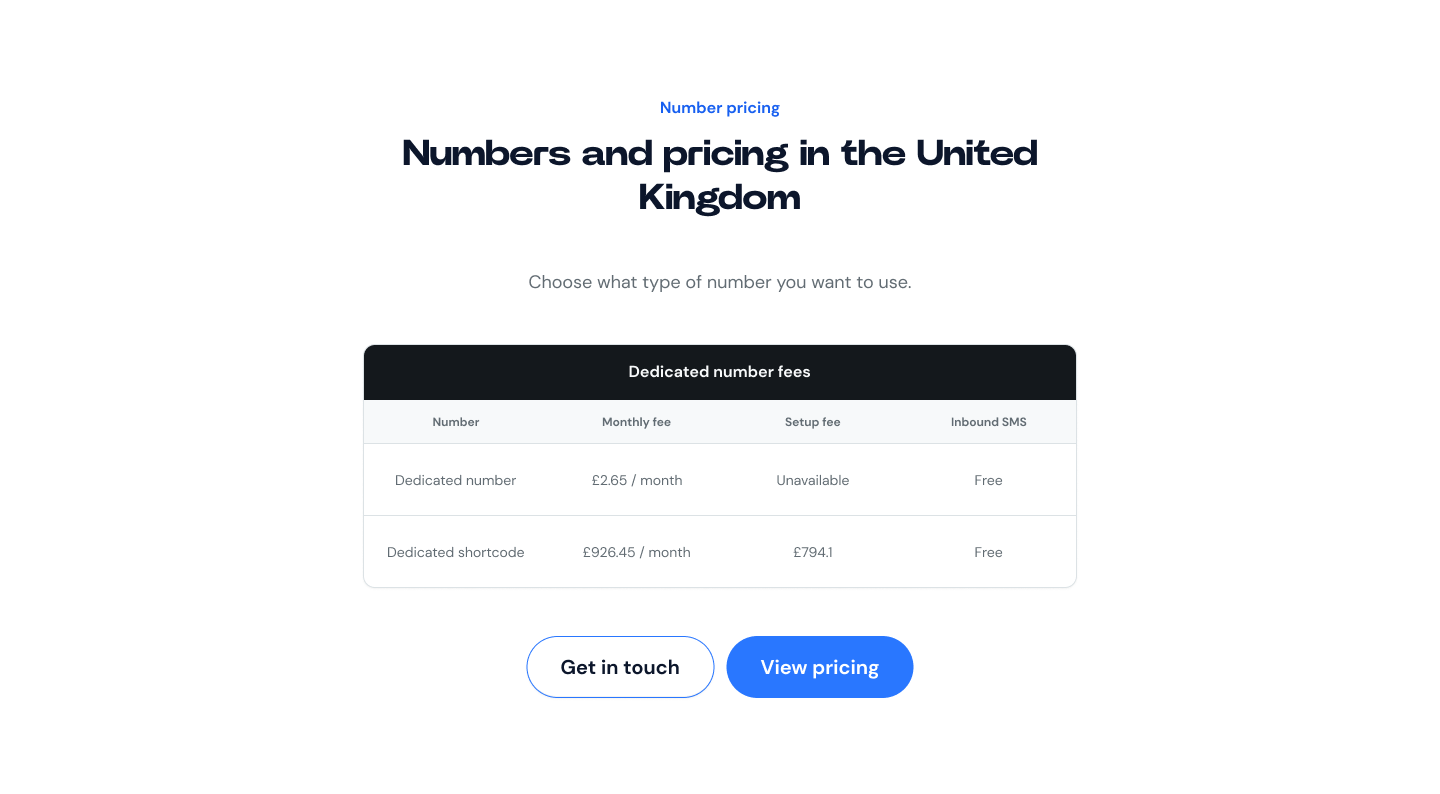 Number pricing
Numbers and pricing in the United
Kingdom
Choose what type of number you want to use.
Dedicated number fees
Number Monthly fee Setup fee Inbound SMS
Dedicated number £2.65 / month Unavailable Free
Dedicated shortcode £926.45 / month £794.1 Free
Get in touch View pricing